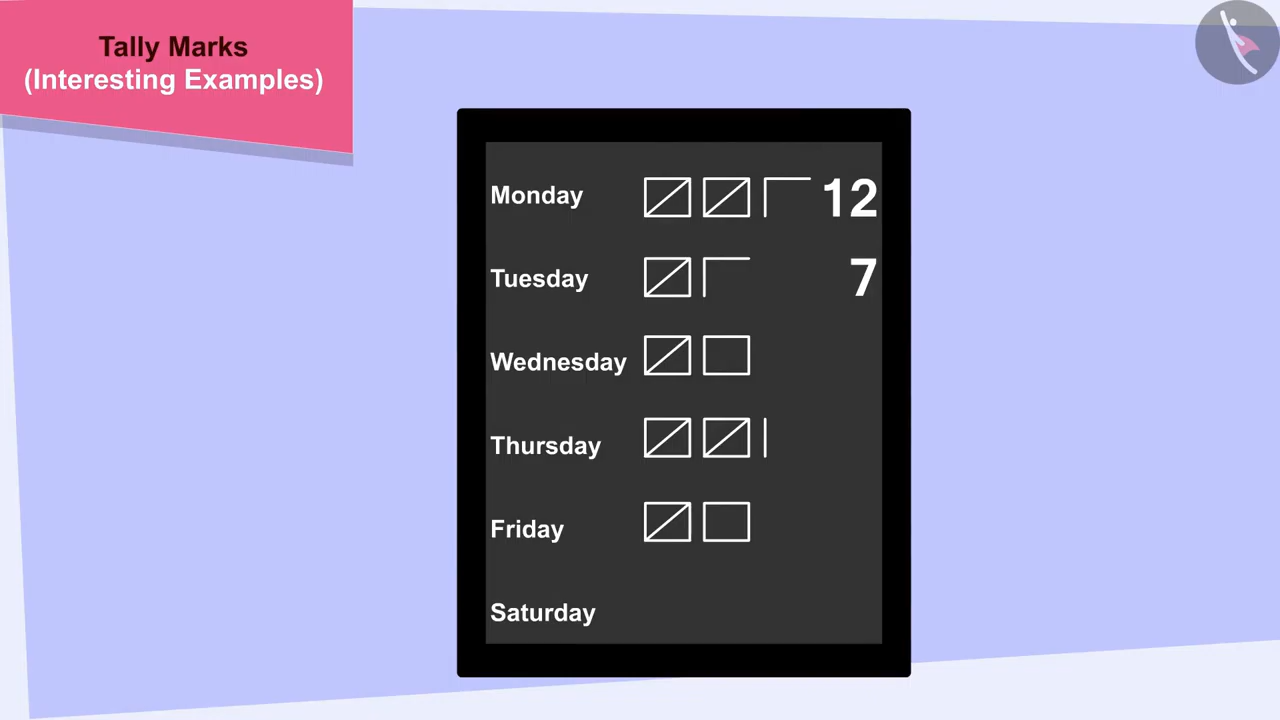 Tally Marks
(Interesting Examples)
Monday 12
Tuesday 7
Wednesday
Thursday
Friday
Saturday